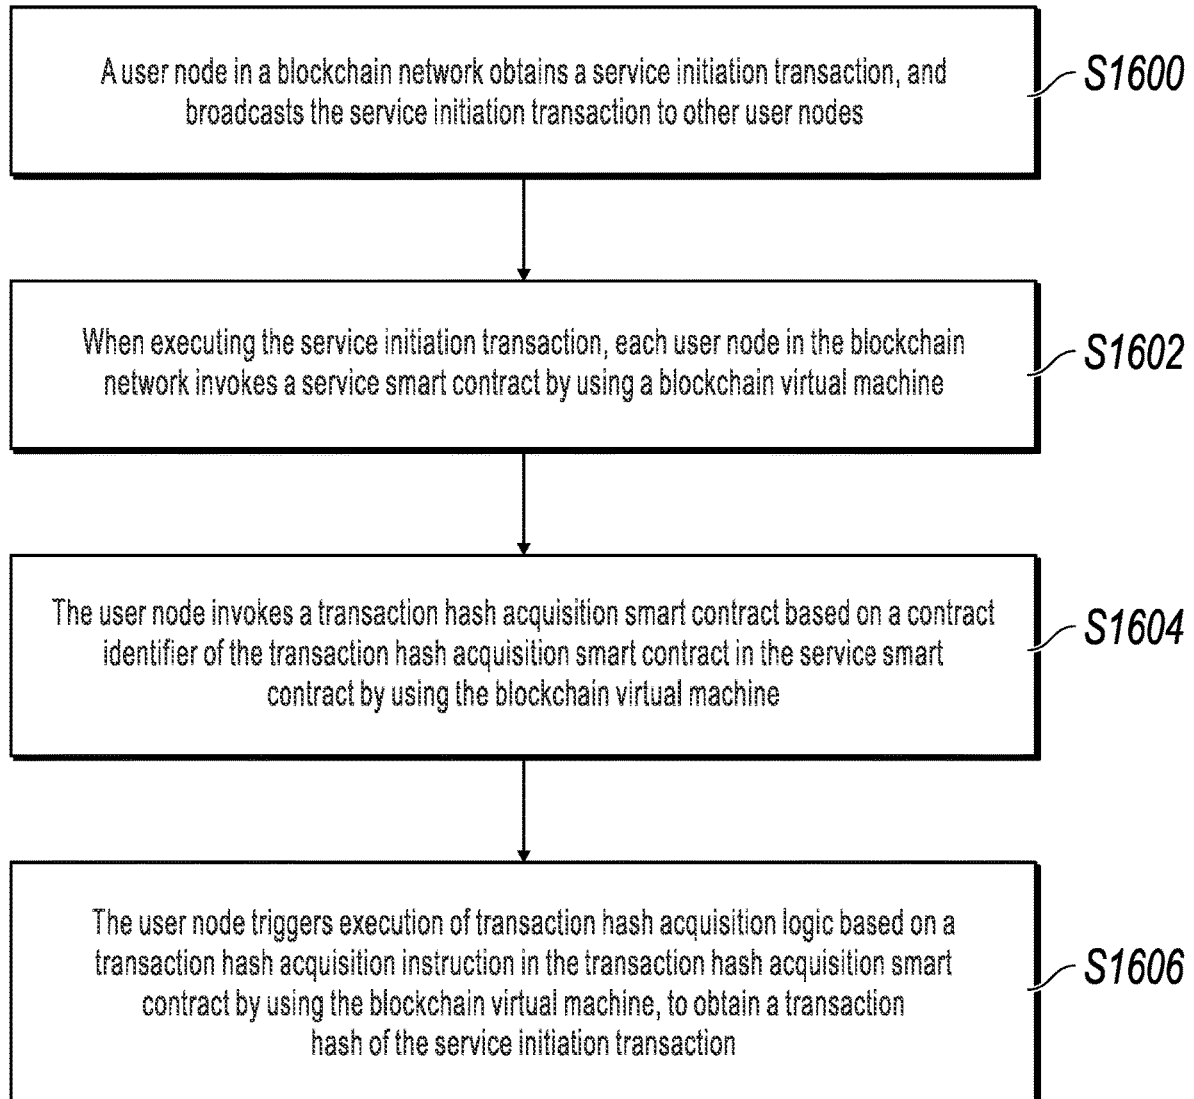 A user node in a blockchain network obtains a service initiation transaction, and
broadcasts the service initiation transaction to other user nodes
S1600
When executing the service initiation transaction, each user node in the blockchain
network invokes a service smart contract by using a blockchain virtual machine
S1602
The user node invokes a transaction hash acquisition smart contract based on a contract
identifier of the transaction hash acquisition smart contract in the service smart
contract by using the blockchain virtual machine
S1604
The user node triggers execution of transaction hash acquisition logic based on a
transaction hash acquisition instruction in the transaction hash acquisition smart
contract by using the blockchain virtual machine, to obtain a transaction
hash of the service initiation transaction
S1606